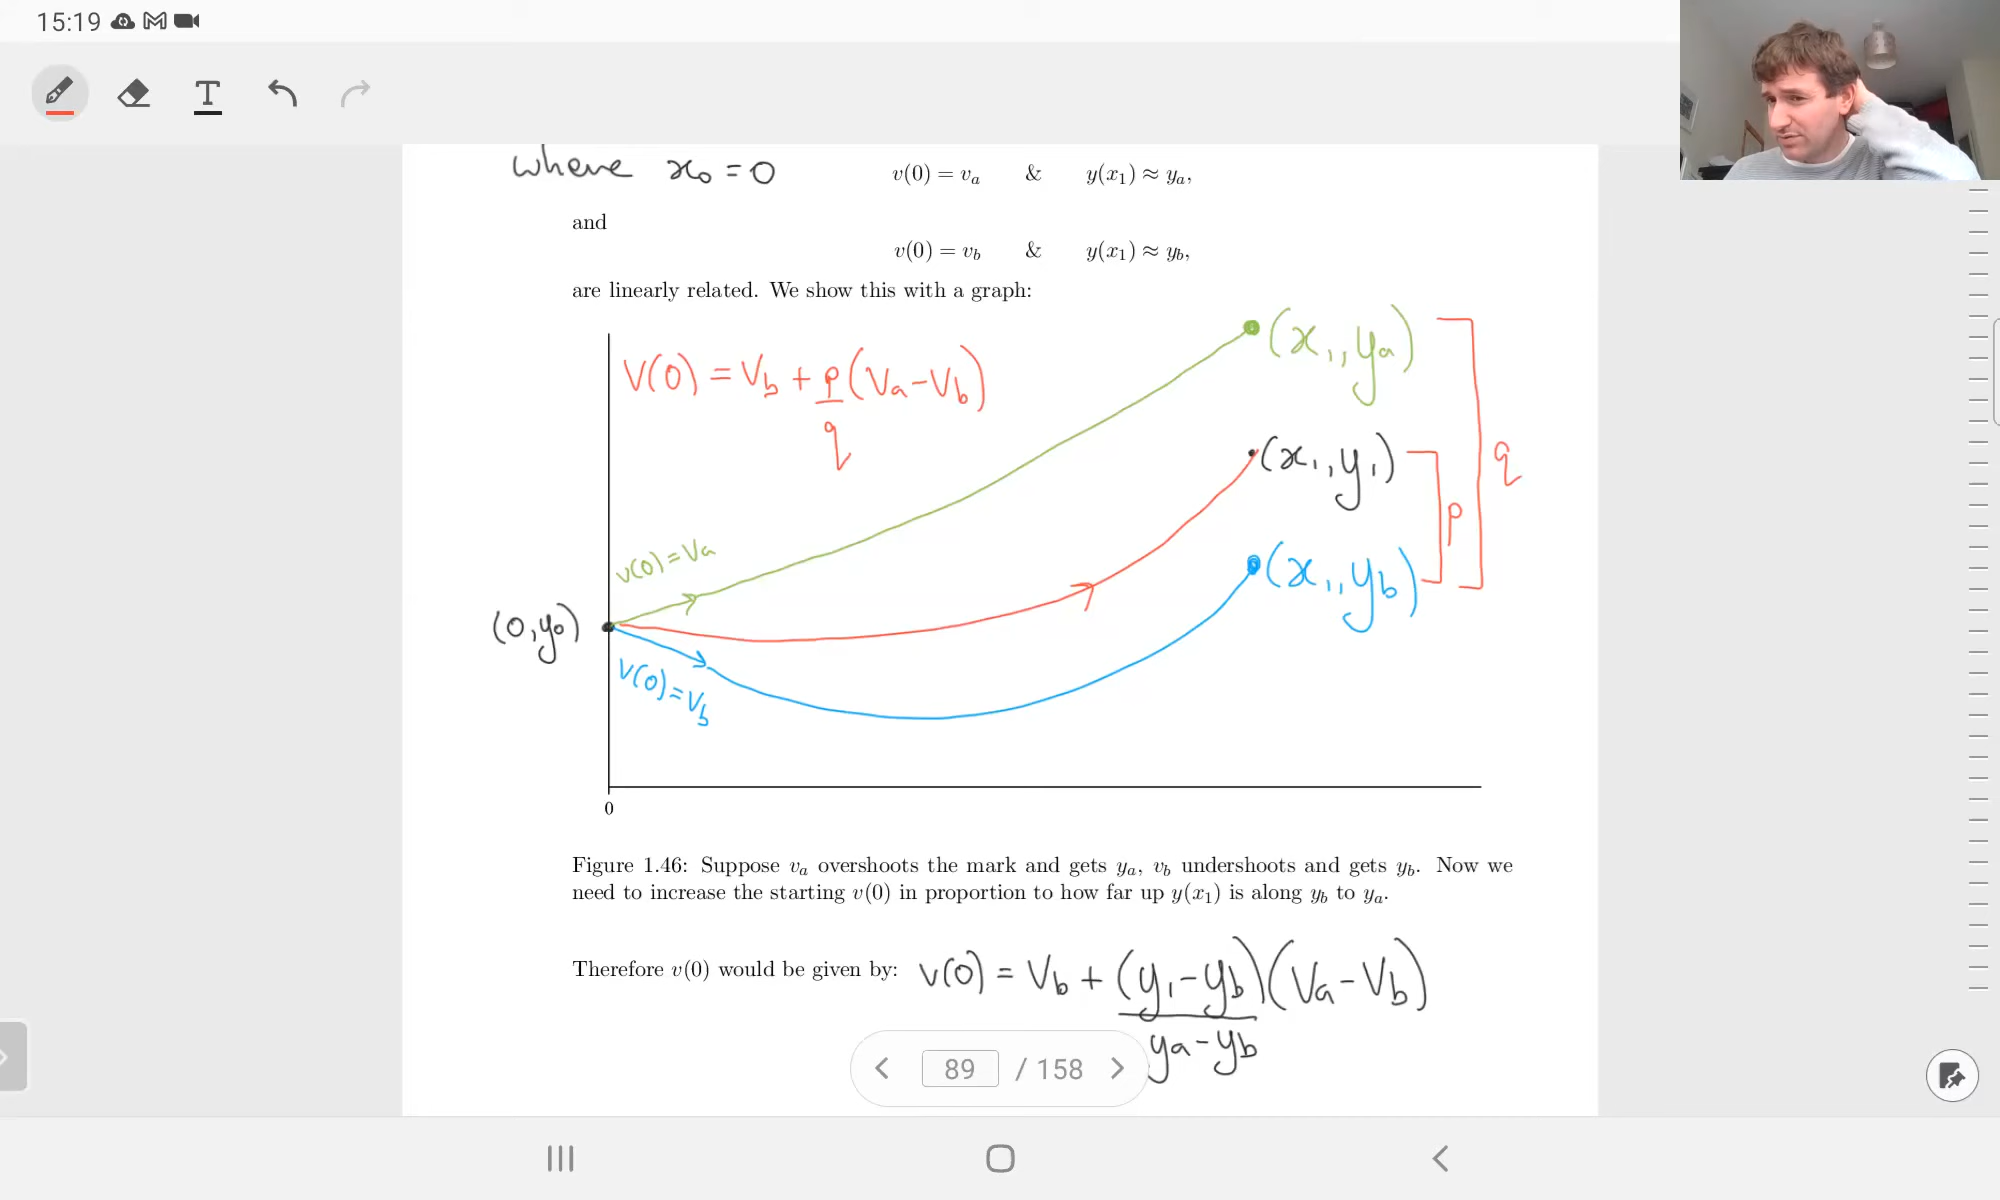 15:19
where x₀ = 0
v(0) = vₐ & y(x₁) ≈ yₐ,
and
v(0) = v_b & y(x₁) ≈ y_b,
are linearly related. We show this with a graph:
(x₁, yₐ)
V(0) = V_b + p/q (Vₐ - V_b)
(x₁, y₁)
q
p
v(0) = Vₐ
(x₁, y_b)
(0, y₀)
V(0) = V_b
0
Figure 1.46: Suppose vₐ overshoots the mark and gets yₐ, v_b undershoots and gets y_b. Now we
need to increase the starting v(0) in proportion to how far up y(x₁) is along y_b to yₐ.
Therefore v(0) would be given by: v(0) = V_b + (y₁ - y_b)/(yₐ - y_b) (Vₐ - V_b)
89 / 158